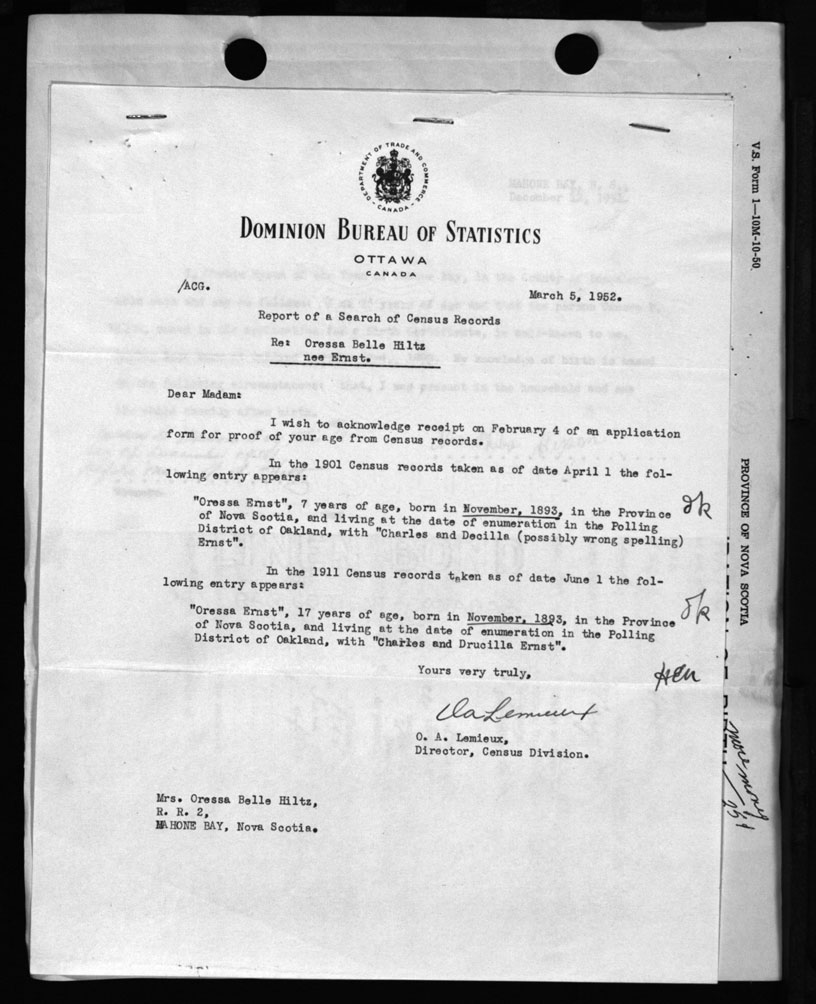 DEPARTMENT OF TRADE AND COMMERCE
- CANADA -
MAHONE BAY, N. S.,
December
DOMINION BUREAU OF STATISTICS
OTTAWA
CANADA
/ACG.
March 5, 1952.
Report of a Search of Census Records
Re: Oressa Belle Hiltz
nee Ernst.
Dear Madam:
I wish to acknowledge receipt on February 4 of an application
form for proof of your age from Census records.
In the 1901 Census records taken as of date April 1 the fol-
lowing entry appears:
"Oressa Ernst", 7 years of age, born in November, 1893, in the Province
of Nova Scotia, and living at the date of enumeration in the Polling
District of Oakland, with "Charles and Decilla (possibly wrong spelling)
Ernst".
ok
In the 1911 Census records taken as of date June 1 the fol-
lowing entry appears:
"Oressa Ernst", 17 years of age, born in November, 1893, in the Province
of Nova Scotia, and living at the date of enumeration in the Polling
District of Oakland, with "Charles and Drucilla Ernst".
ok
Yours very truly,
O. A. Lemieux
O. A. Lemieux,
Director, Census Division.
Mrs. Oressa Belle Hiltz,
R. R. 2,
MAHONE BAY, Nova Scotia.
V.S. Form 1—10M-10-50.
PROVINCE OF NOVA SCOTIA
OF BIRTH
more money